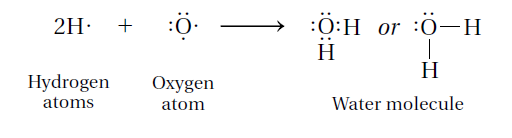 2H· + :Ö· ⟶ :Ö:H or :Ö—H
H H
Hydrogen atoms Oxygen atom Water molecule